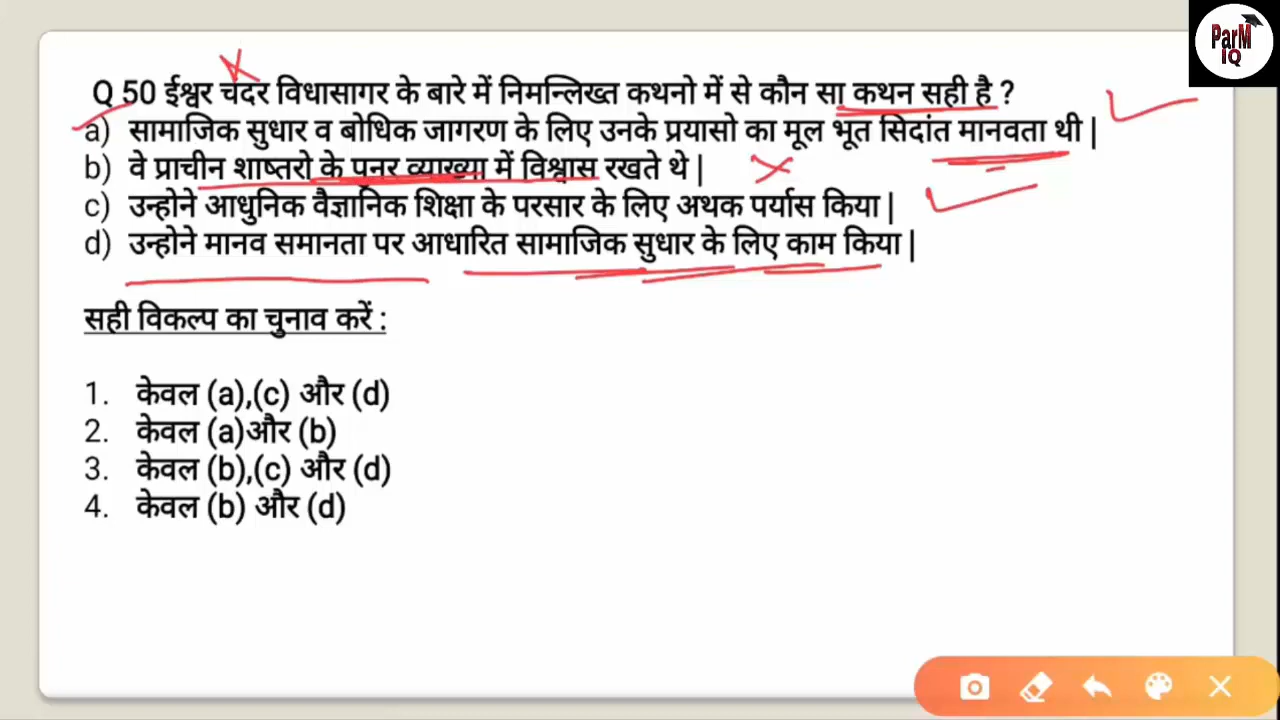 ParM
IQ
Q 50 ईश्वर चंदर विधासागर के बारे में निमन्लिख्त कथनो में से कौन सा कथन सही है ?
a) सामाजिक सुधार व बोधिक जागरण के लिए उनके प्रयासो का मूल भूत सिदांत मानवता थी |
b) वे प्राचीन शाष्तरो के पुनर व्याख्या में विश्वास रखते थे |
c) उन्होने आधुनिक वैज्ञानिक शिक्षा के परसार के लिए अथक पर्यास किया |
d) उन्होने मानव समानता पर आधारित सामाजिक सुधार के लिए काम किया |
सही विकल्प का चुनाव करें :
1. केवल (a),(c) और (d)
2. केवल (a)और (b)
3. केवल (b),(c) और (d)
4. केवल (b) और (d)